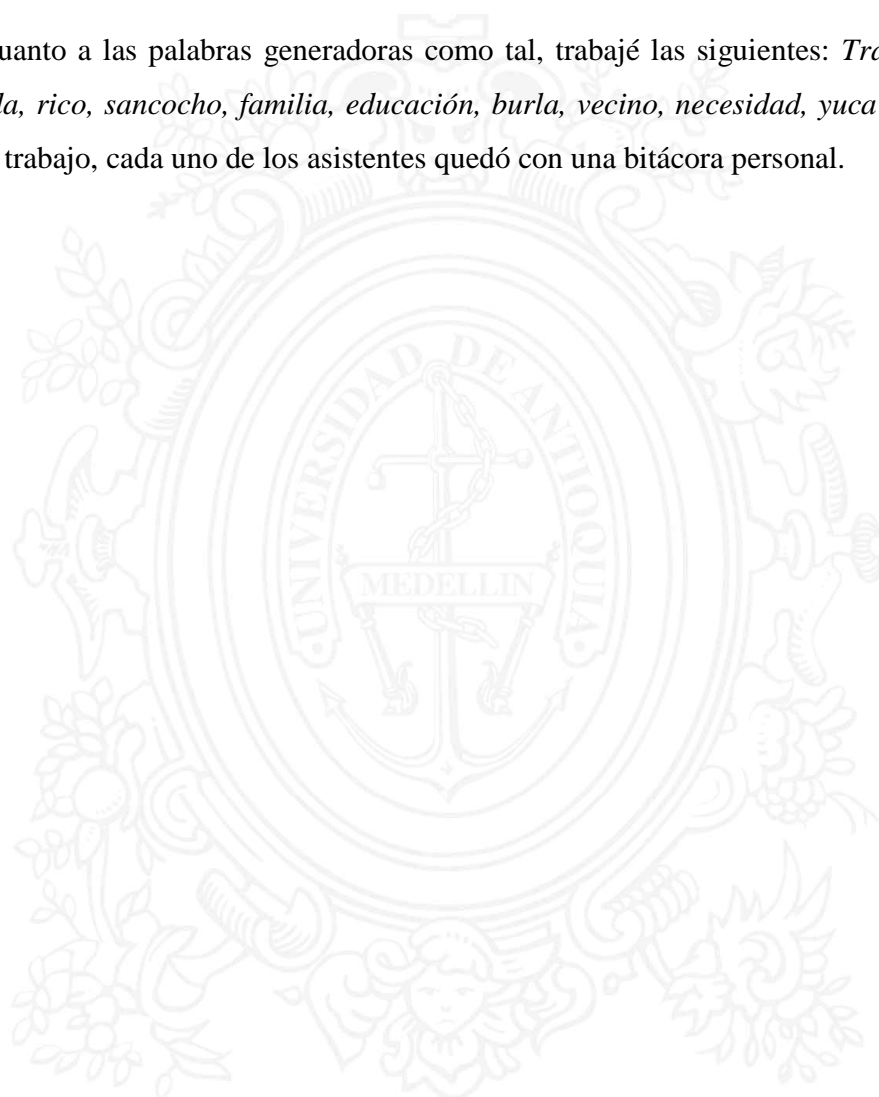 uanto a las palabras generadoras como tal, trabajé las siguientes: Tra
la, rico, sancocho, familia, educación, burla, vecino, necesidad, yuca
trabajo, cada uno de los asistentes quedó con una bitácora personal.
UNIVERSIDAD DE ANTIOQUIA
MEDELLIN